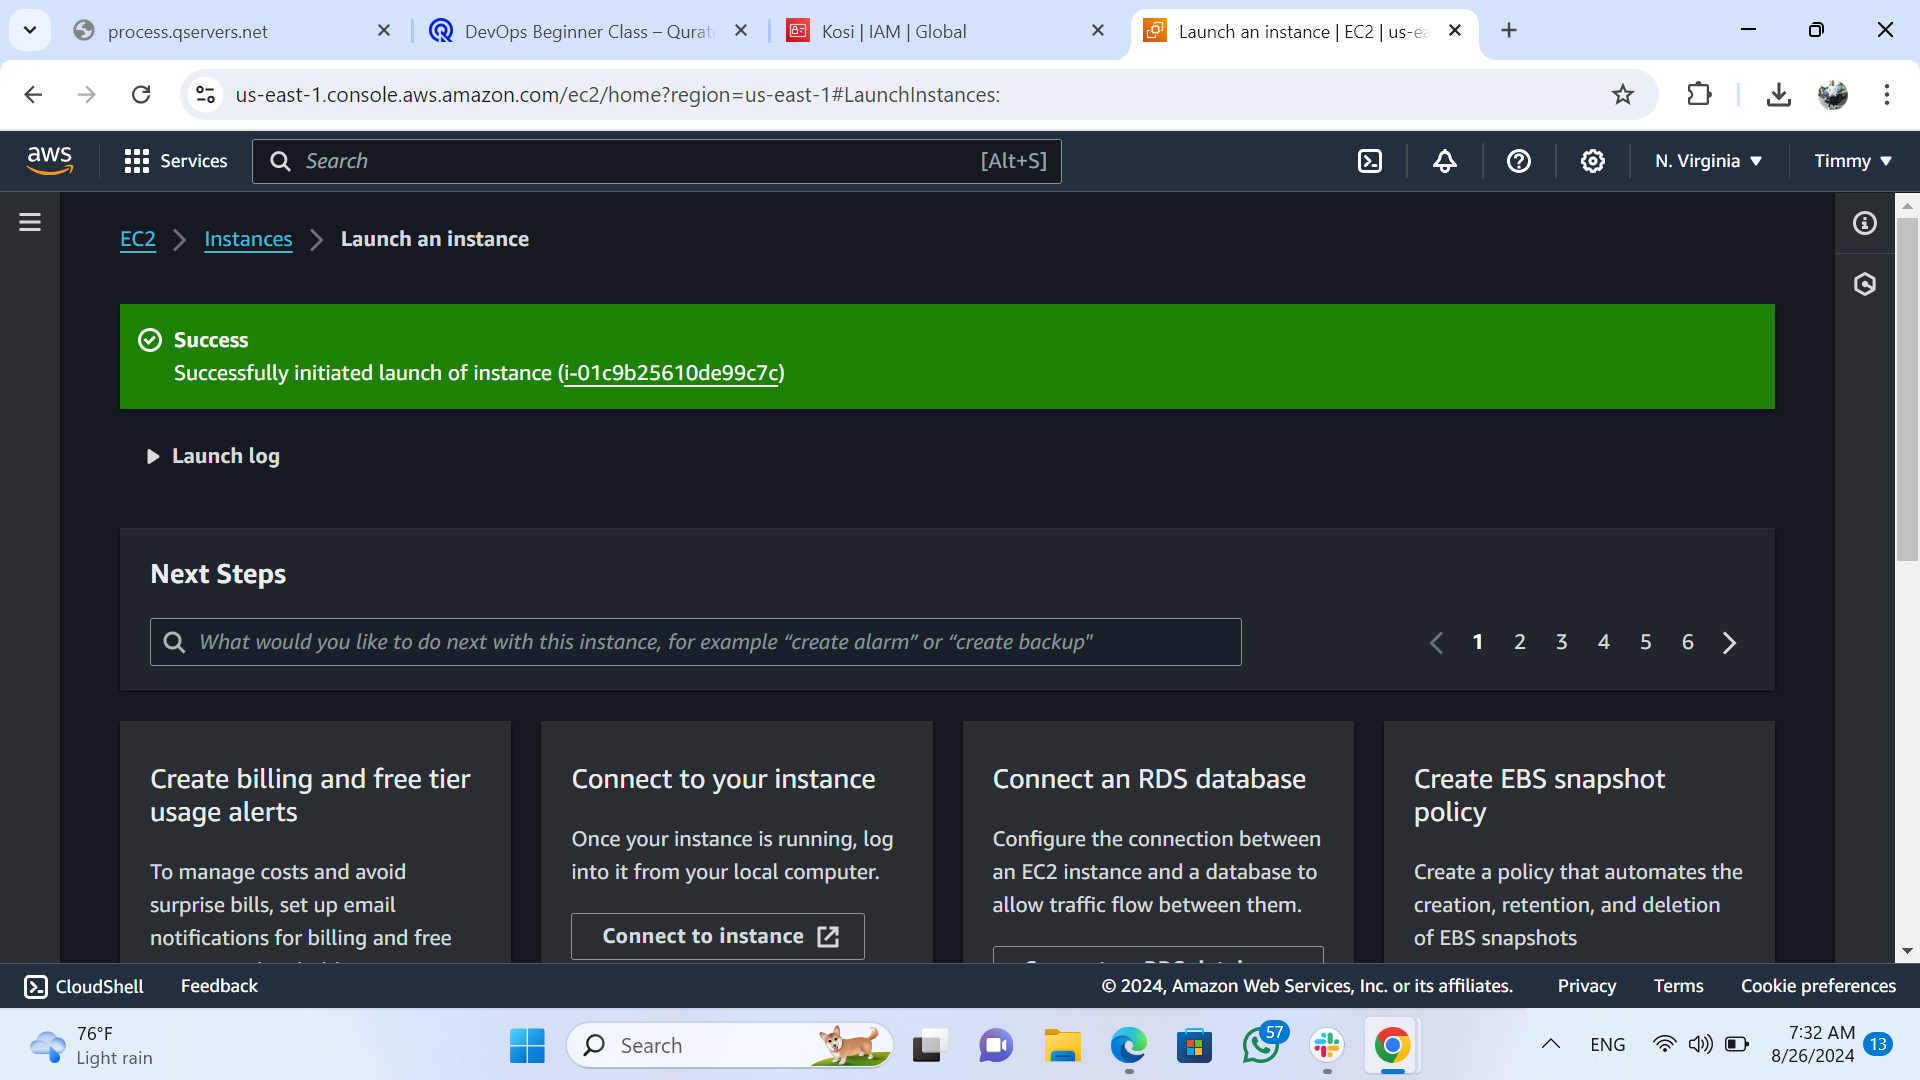 process.qservers.net
DevOps Beginner Class – Qurat
Kosi | IAM | Global
Launch an instance | EC2 | us-ea
us-east-1.console.aws.amazon.com/ec2/home?region=us-east-1#LaunchInstances:
aws
Services
Search
[Alt+S]
N. Virginia
Timmy
EC2
Instances
Launch an instance
Success
Successfully initiated launch of instance (i-01c9b25610de99c7c)
Launch log
Next Steps
What would you like to do next with this instance, for example “create alarm” or “create backup"
1 2 3 4 5 6
Create billing and free tier
usage alerts
To manage costs and avoid
surprise bills, set up email
notifications for billing and free
Connect to your instance
Once your instance is running, log
into it from your local computer.
Connect to instance
Connect an RDS database
Configure the connection between
an EC2 instance and a database to
allow traffic flow between them.
Create EBS snapshot
policy
Create a policy that automates the
creation, retention, and deletion
of EBS snapshots
CloudShell
Feedback
© 2024, Amazon Web Services, Inc. or its affiliates.
Privacy
Terms
Cookie preferences
76°F
Light rain
Search
57
ENG
7:32 AM
8/26/2024
13